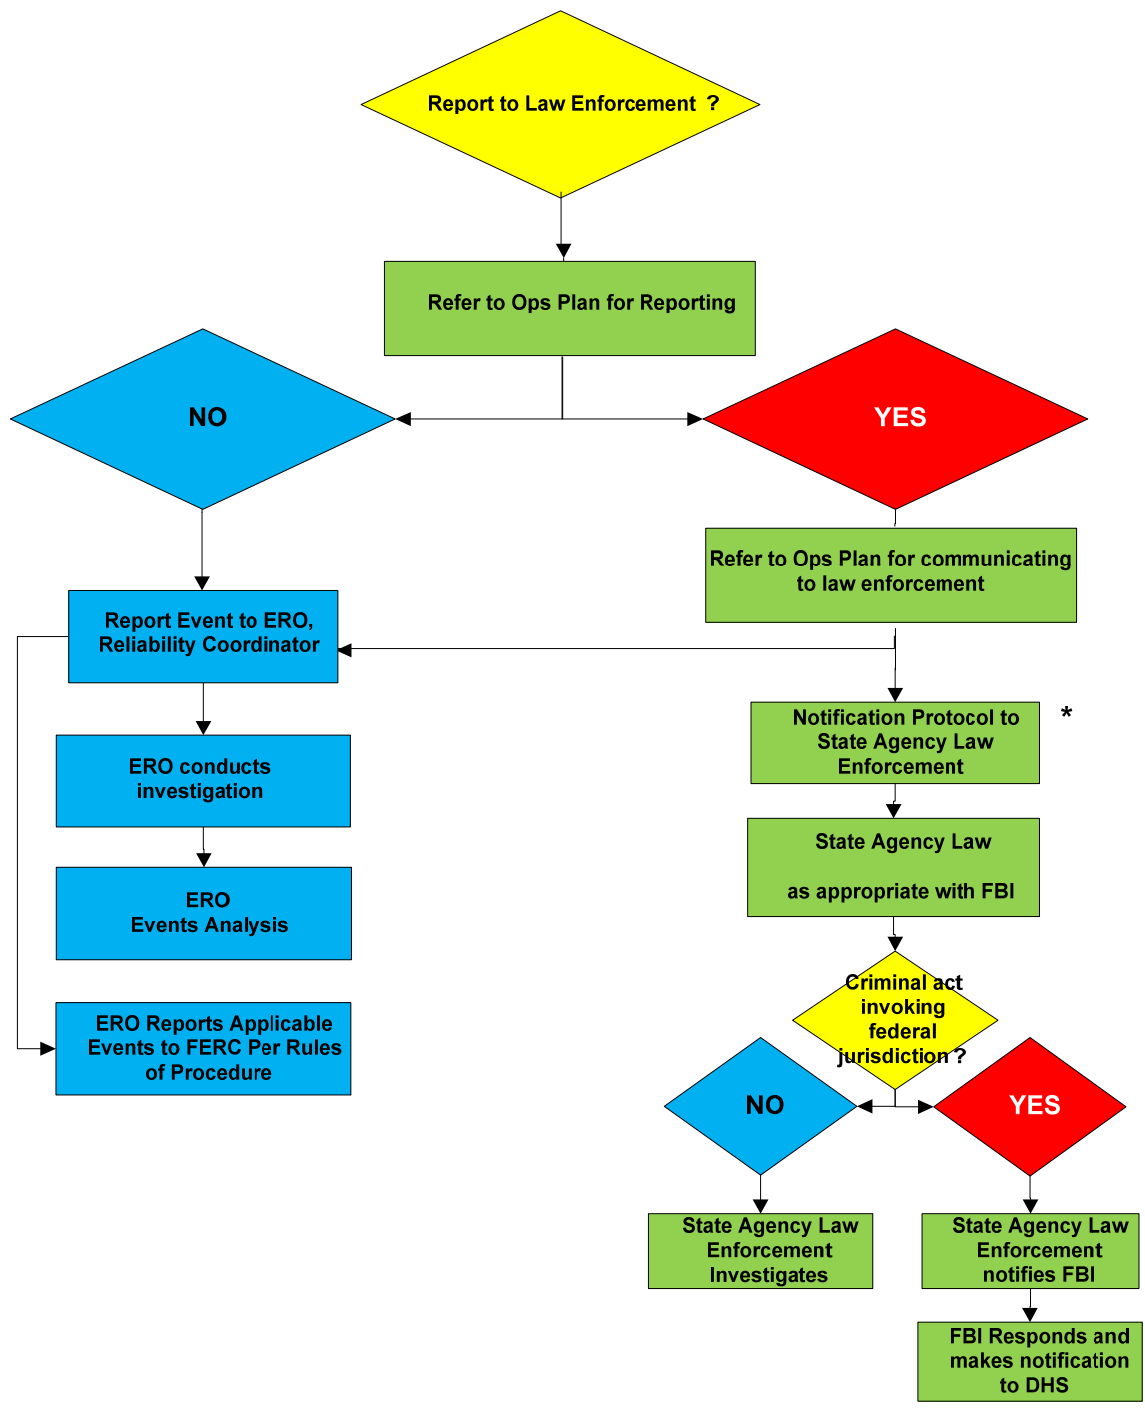 Report to Law Enforcement ?
Refer to Ops Plan for Reporting
NO
YES
Refer to Ops Plan for communicating
to law enforcement
Report Event to ERO,
Reliability Coordinator
Notification Protocol to
State Agency Law
Enforcement
*
ERO conducts
investigation
State Agency Law
as appropriate with FBI
ERO
Events Analysis
Criminal act
invoking
federal
jurisdiction ?
ERO Reports Applicable
Events to FERC Per Rules
of Procedure
NO
YES
State Agency Law
Enforcement
Investigates
State Agency Law
Enforcement
notifies FBI
FBI Responds and
makes notification
to DHS